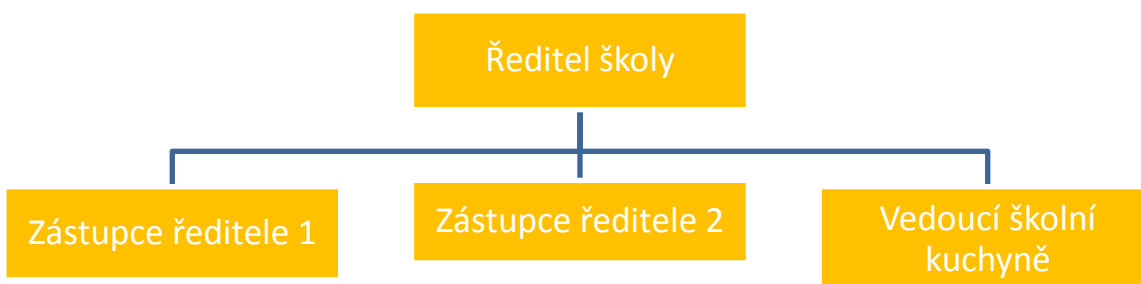 Ředitel školy
Zástupce ředitele 1
Zástupce ředitele 2
Vedoucí školní
kuchyně